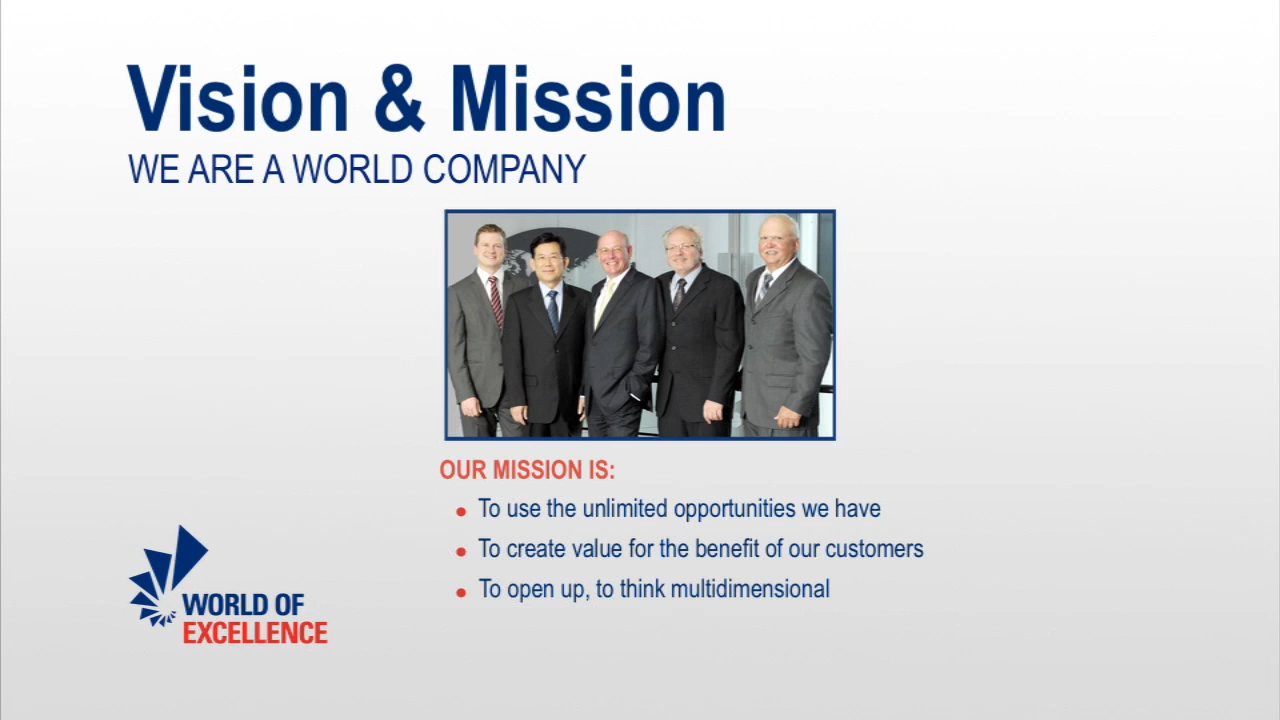 Vision & Mission
WE ARE A WORLD COMPANY
OUR MISSION IS:
• To use the unlimited opportunities we have
• To create value for the benefit of our customers
• To open up, to think multidimensional
WORLD OF
EXCELLENCE